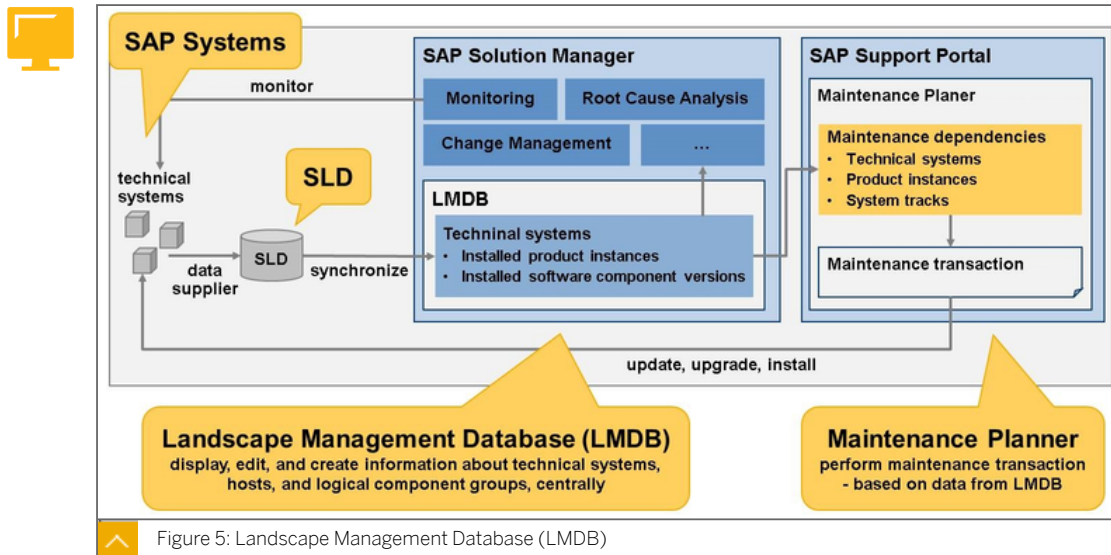 SAP Systems
monitor
technical
systems
data
supplier
SLD
SLD
synchronize
SAP Solution Manager
Monitoring
Root Cause Analysis
Change Management
...
LMDB
Techninal systems
• Installed product instances
• Installed software component versions
SAP Support Portal
Maintenance Planer
Maintenance dependencies
• Technical systems
• Product instances
• System tracks
Maintenance transaction
update, upgrade, install
Landscape Management Database (LMDB)
display, edit, and create information about technical systems,
hosts, and logical component groups, centrally
Maintenance Planner
perform maintenance transaction
- based on data from LMDB
Figure 5: Landscape Management Database (LMDB)